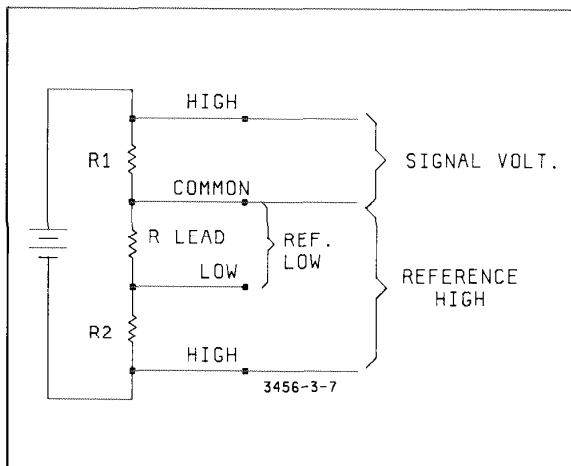 HIGH
R1
SIGNAL VOLT.
COMMON
R LEAD
REF.
LOW
LOW
REFERENCE
HIGH
R2
HIGH
3456-3-7